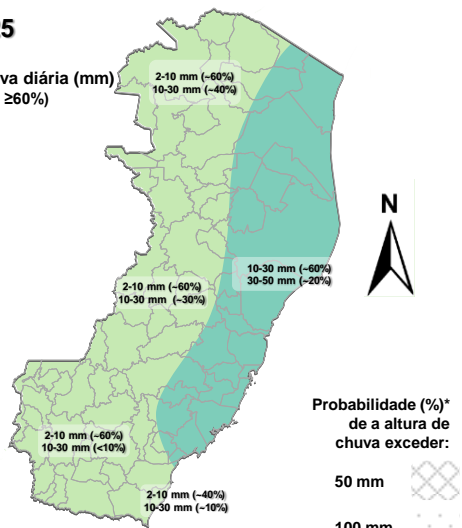 25
va diária (mm)
≥60%)
2-10 mm (~60%)
10-30 mm (~40%)
N
10-30 mm (~60%)
30-50 mm (~20%)
2-10 mm (~60%)
10-30 mm (~30%)
Probabilidade (%)*
de a altura de
chuva exceder:
2-10 mm (~60%)
10-30 mm (<10%)
50 mm
2-10 mm (~40%)
10-30 mm (~10%)
100 mm